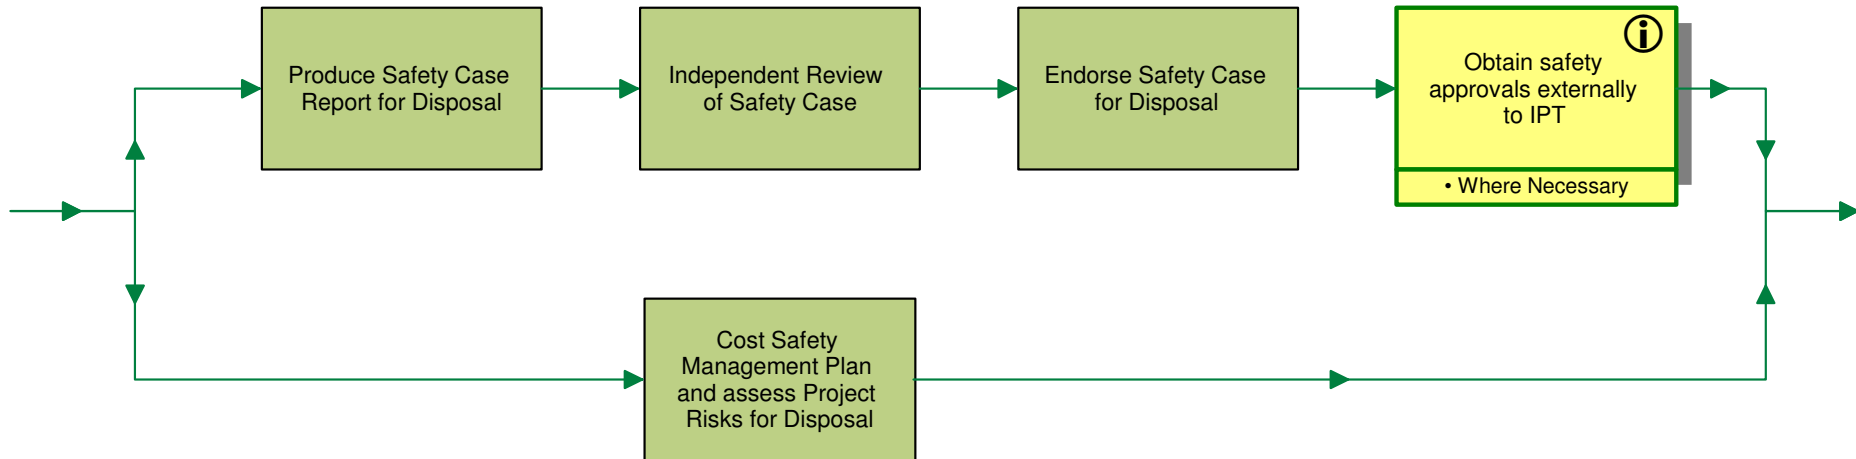 Produce Safety Case
Report for Disposal
Independent Review
of Safety Case
Endorse Safety Case
for Disposal
Obtain safety
approvals externally
to IPT
• Where Necessary
Cost Safety
Management Plan
and assess Project
Risks for Disposal